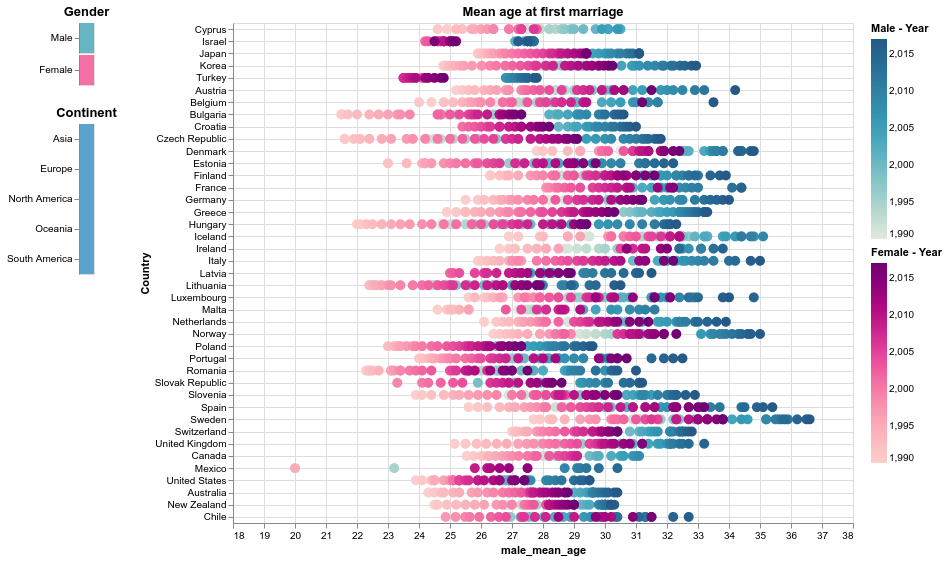 Gender
Male
Female
Continent
Asia
Europe
North America
Oceania
South America
Mean age at first marriage
Country
Cyprus
Israel
Japan
Korea
Turkey
Austria
Belgium
Bulgaria
Croatia
Czech Republic
Denmark
Estonia
Finland
France
Germany
Greece
Hungary
Iceland
Ireland
Italy
Latvia
Lithuania
Luxembourg
Malta
Netherlands
Norway
Poland
Portugal
Romania
Slovak Republic
Slovenia
Spain
Sweden
Switzerland
United Kingdom
Canada
Mexico
United States
Australia
New Zealand
Chile
18 19 20 21 22 23 24 25 26 27 28 29 30 31 32 33 34 35 36 37 38
male_mean_age
Male - Year
2,015
2,010
2,005
2,000
1,995
1,990
Female - Year
2,015
2,010
2,005
2,000
1,995
1,990